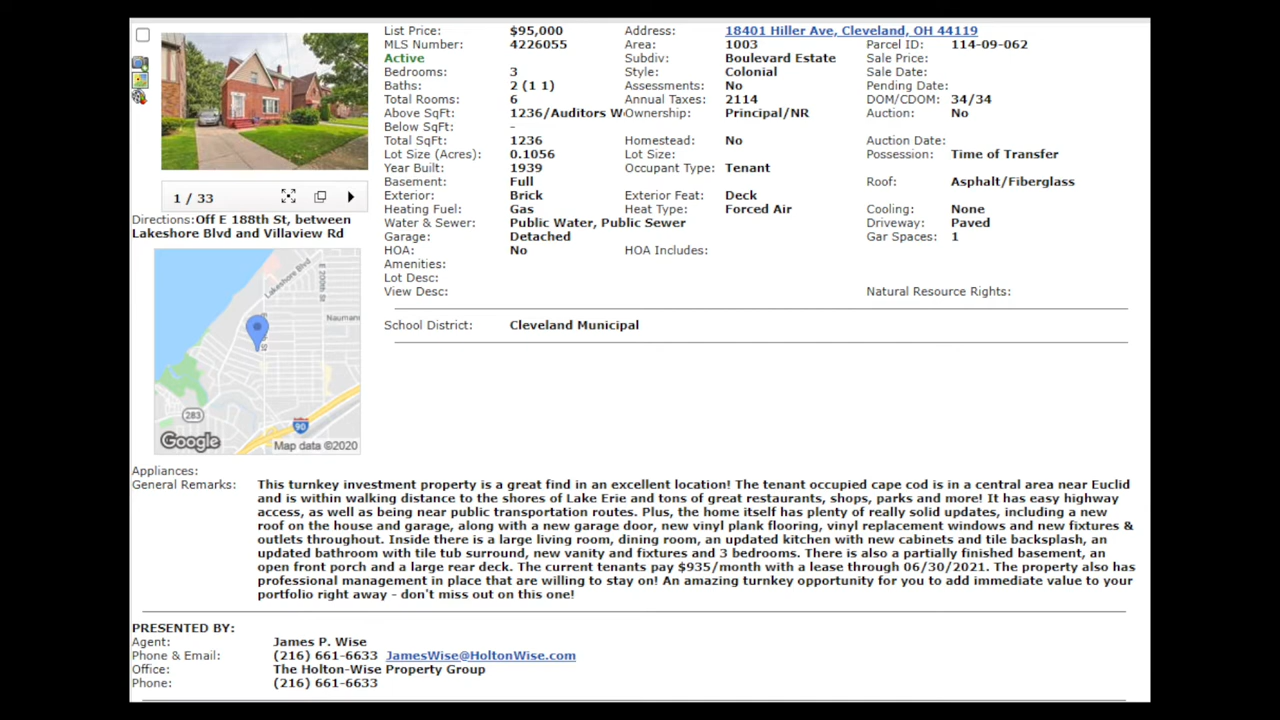 List Price: $95,000 Address: 18401 Hiller Ave, Cleveland, OH 44119
MLS Number: 4226055 Area: 1003 Parcel ID: 114-09-062
Active Subdiv: Boulevard Estate Sale Price:
Bedrooms: 3 Style: Colonial Sale Date:
Baths: 2 (1 1) Assessments: No Pending Date:
Total Rooms: 6 Annual Taxes: 2114 DOM/CDOM: 34/34
Above SqFt: 1236/Auditors W Ownership: Principal/NR Auction: No
Below SqFt: -
Total SqFt: 1236 Homestead: No Auction Date:
Lot Size (Acres): 0.1056 Lot Size: Possession: Time of Transfer
Year Built: 1939 Occupant Type: Tenant
Basement: Full Roof: Asphalt/Fiberglass
Exterior: Brick Exterior Feat: Deck
Heating Fuel: Gas Heat Type: Forced Air Cooling: None
Water & Sewer: Public Water, Public Sewer Driveway: Paved
Garage: Detached Gar Spaces: 1
HOA: No HOA Includes:
Amenities:
Lot Desc:
View Desc: Natural Resource Rights:
1 / 33
Directions:Off E 188th St, between
Lakeshore Blvd and Villaview Rd
School District: Cleveland Municipal
Lakeshore Blvd
E 200th St
Nauman
283
90
Google Map data ©2020
Appliances:
General Remarks: This turnkey investment property is a great find in an excellent location! The tenant occupied cape cod is in a central area near Euclid
and is within walking distance to the shores of Lake Erie and tons of great restaurants, shops, parks and more! It has easy highway
access, as well as being near public transportation routes. Plus, the home itself has plenty of really solid updates, including a new
roof on the house and garage, along with a new garage door, new vinyl plank flooring, vinyl replacement windows and new fixtures &
outlets throughout. Inside there is a large living room, dining room, an updated kitchen with new cabinets and tile backsplash, an
updated bathroom with tile tub surround, new vanity and fixtures and 3 bedrooms. There is also a partially finished basement, an
open front porch and a large rear deck. The current tenants pay $935/month with a lease through 06/30/2021. The property also has
professional management in place that are willing to stay on! An amazing turnkey opportunity for you to add immediate value to your
portfolio right away - don't miss out on this one!
PRESENTED BY:
Agent: James P. Wise
Phone & Email: (216) 661-6633 JamesWise@HoltonWise.com
Office: The Holton-Wise Property Group
Phone: (216) 661-6633